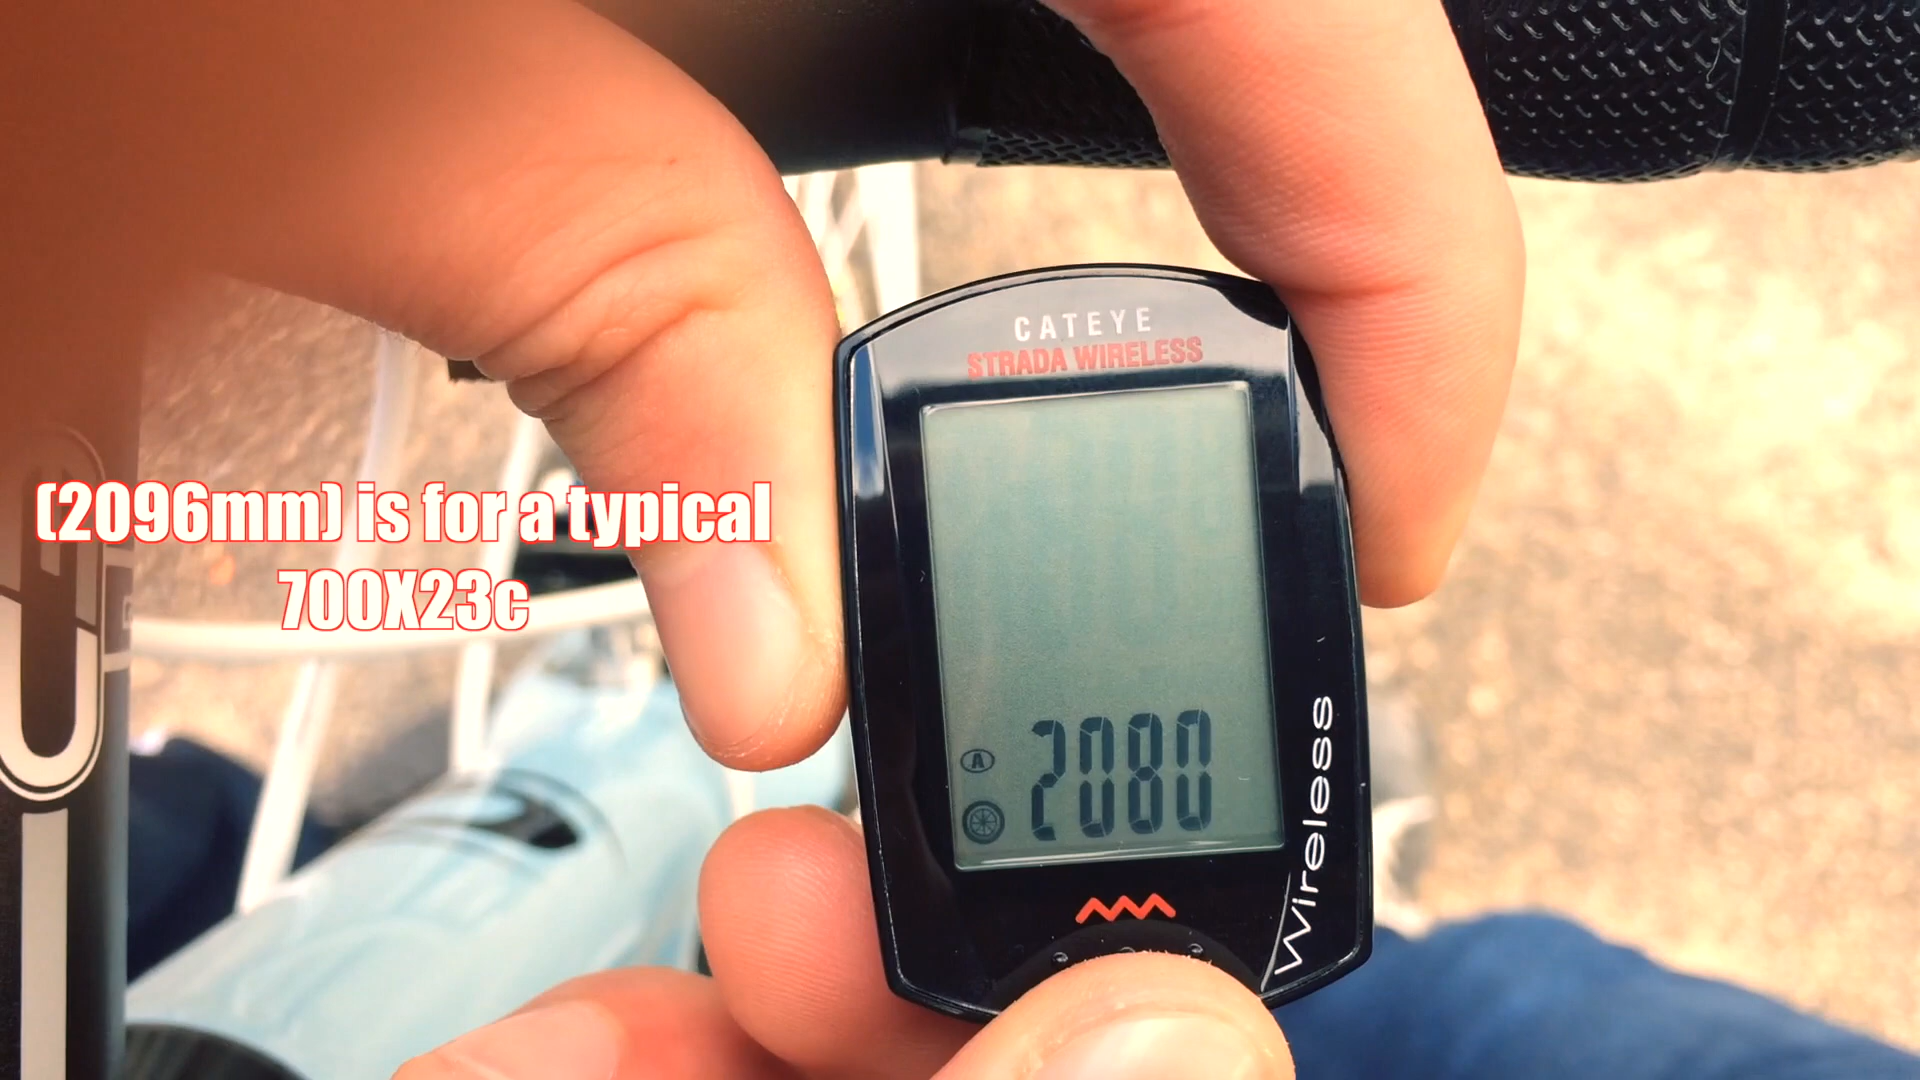 CATEYE
STRADA WIRELESS
(2096mm) is for a typical
700X23c
A
2080
Wireless